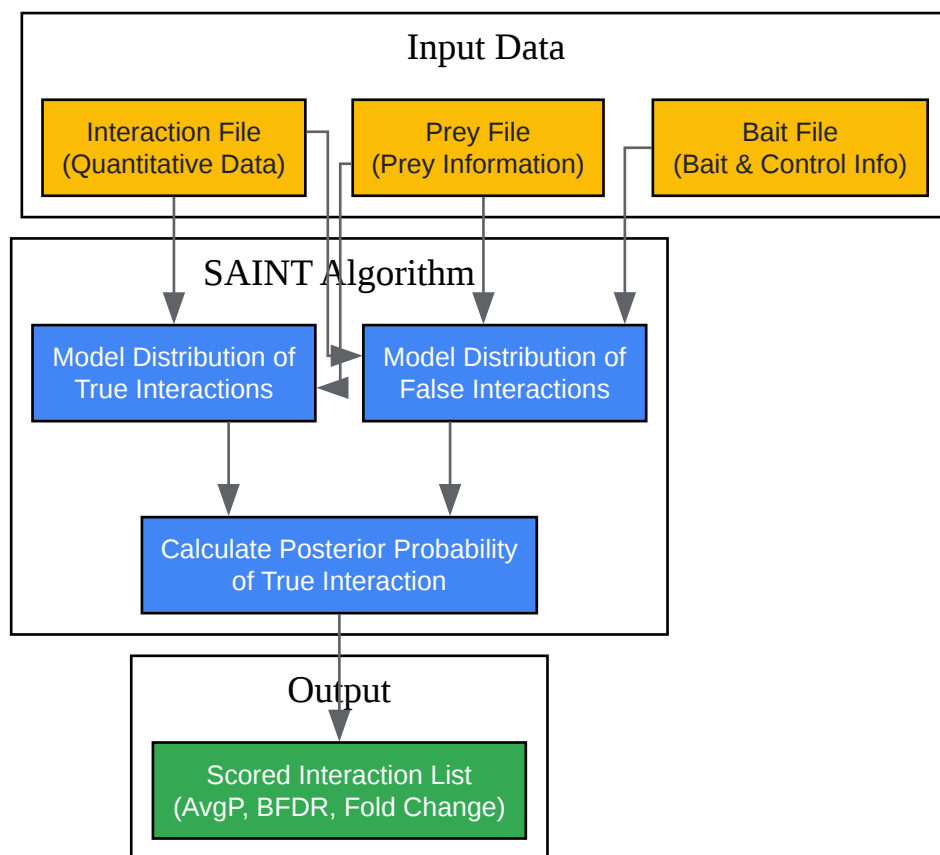 Input Data
Interaction File
(Quantitative Data)
Prey File
(Prey Information)
Bait File
(Bait & Control Info)
SAINT Algorithm
Model Distribution of
True Interactions
Model Distribution of
False Interactions
Calculate Posterior Probability
of True Interaction
Output
Scored Interaction List
(AvgP, BFDR, Fold Change)